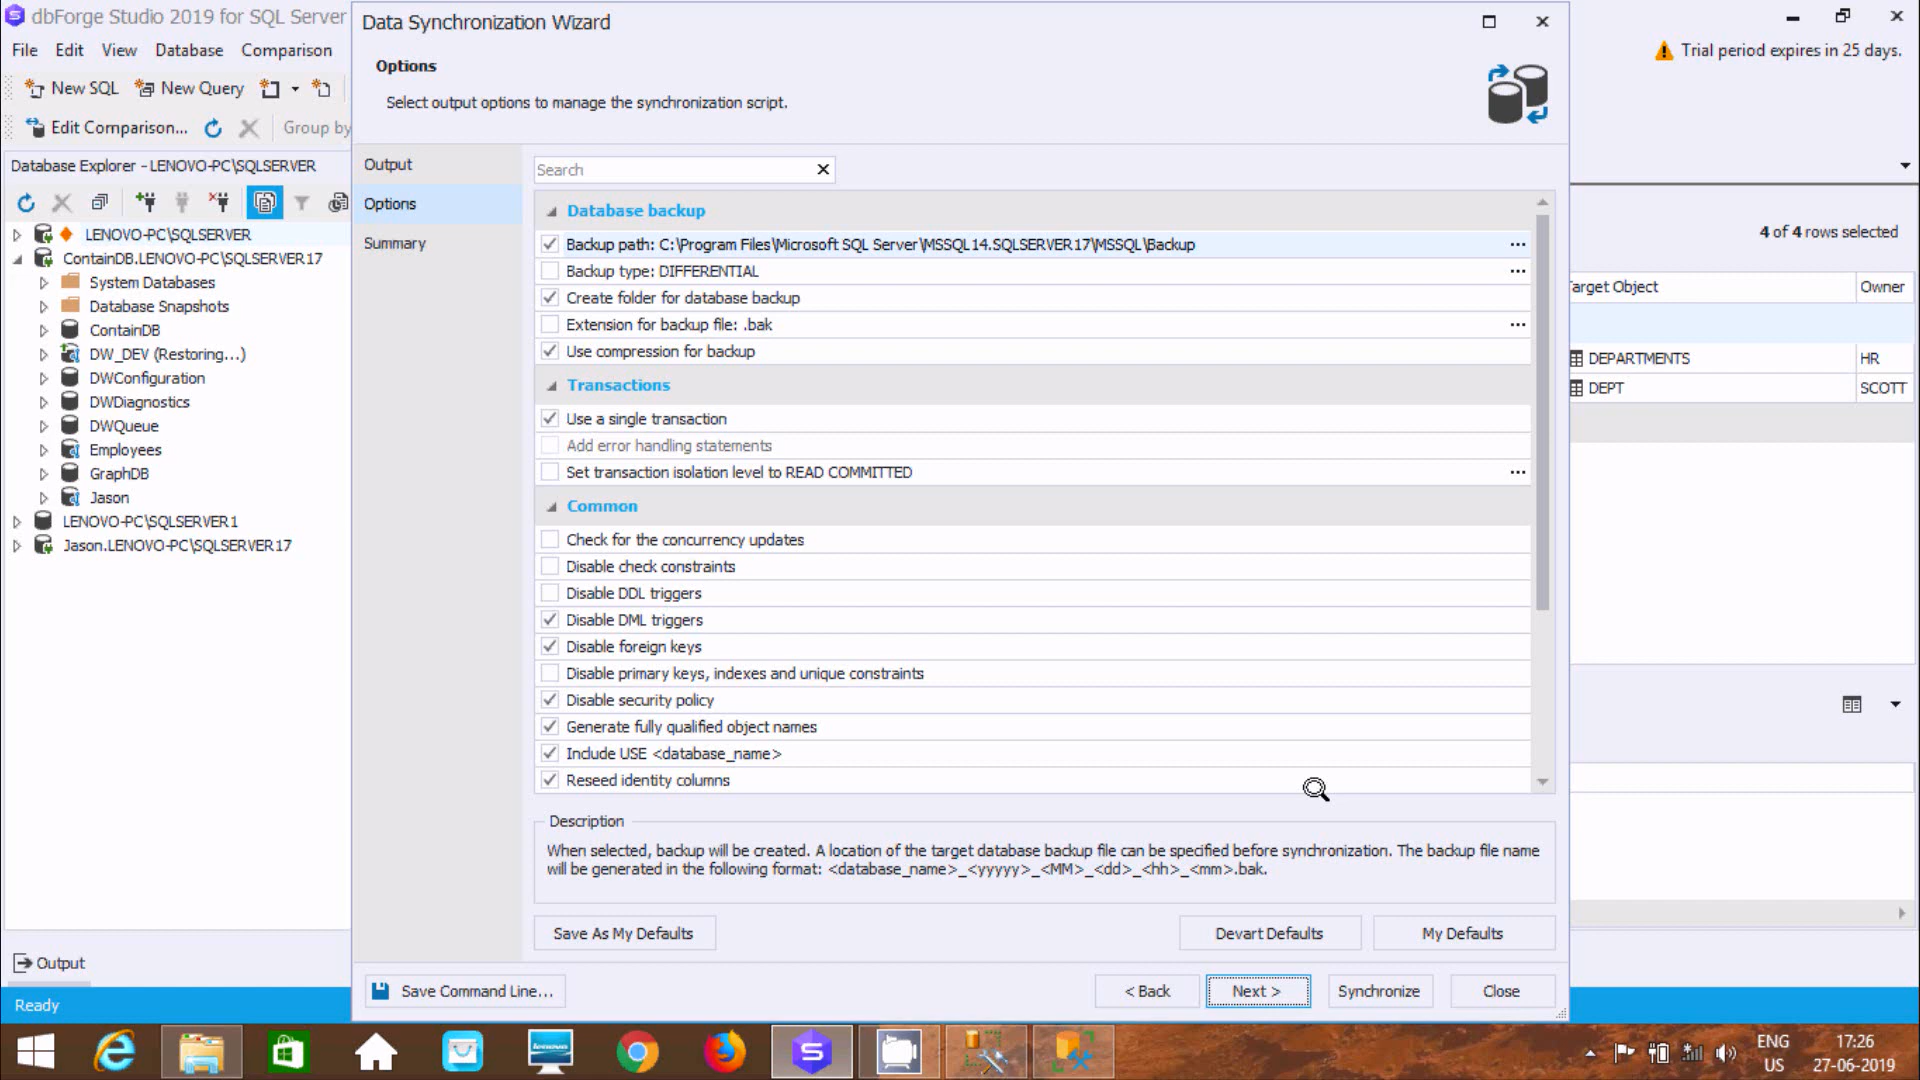 dbForge Studio 2019 for SQL Server
File Edit View Database Comparison
New SQL New Query
Edit Comparison... Group by
Database Explorer - LENOVO-PC\SQLSERVER
LENOVO-PC\SQLSERVER
ContainDB.LENOVO-PC\SQLSERVER17
System Databases
Database Snapshots
ContainDB
DW_DEV (Restoring...)
DWConfiguration
DWDiagnostics
DWQueue
Employees
GraphDB
Jason
LENOVO-PC\SQLSERVER1
Jason.LENOVO-PC\SQLSERVER17
Output
Ready
Data Synchronization Wizard
Options
Select output options to manage the synchronization script.
Output
Options
Summary
Search
Database backup
Backup path: C:\Program Files\Microsoft SQL Server\MSSQL14.SQLSERVER17\MSSQL\Backup
Backup type: DIFFERENTIAL
Create folder for database backup
Extension for backup file: .bak
Use compression for backup
Transactions
Use a single transaction
Add error handling statements
Set transaction isolation level to READ COMMITTED
Common
Check for the concurrency updates
Disable check constraints
Disable DDL triggers
Disable DML triggers
Disable foreign keys
Disable primary keys, indexes and unique constraints
Disable security policy
Generate fully qualified object names
Include USE <database_name>
Reseed identity columns
Description
When selected, backup will be created. A location of the target database backup file can be specified before synchronization. The backup file name
will be generated in the following format: <database_name>_<yyyyy>_<MM>_<dd>_<hh>_<mm>.bak.
Save As My Defaults Devart Defaults My Defaults
Save Command Line... < Back Next > Synchronize Close
Trial period expires in 25 days.
4 of 4 rows selected
Target Object Owner
DEPARTMENTS HR
DEPT SCOTT
lenovo
ENG
US
17:26
27-06-2019